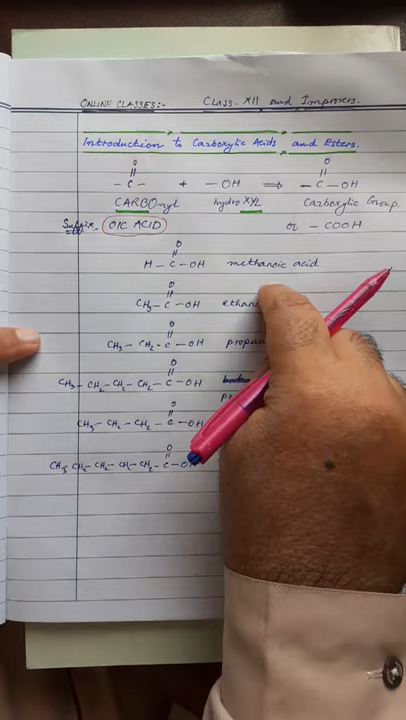 ONLINE CLASSES:- CLASS-XII and Improvers.
Introduction to Carboxylic Acids and Esters.
O O
|| ||
- C - + - OH ⟹ - C - OH
CARBOnyl hydroXYL Carboxylic Group.
Suffix. OIC ACID or - COOH
O
||
H - C - OH methanoic acid
O
||
CH₃ - C - OH
O
||
CH₃ - CH₂ - C - OH
O
||
CH₃ - CH₂ - CH₂ - CH₂ - C - OH
O
||
CH₃ - CH₂ - CH₂ - C - OH
O
||
CH₃ - CH₂ - CH₂ - CH₂ - CH₂ - C - OH